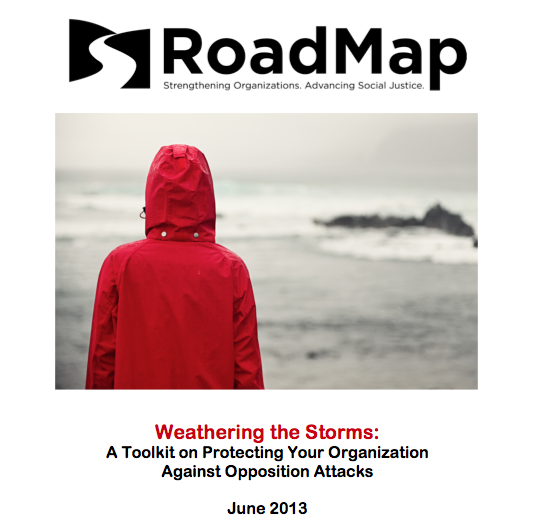 RoadMap
Strengthening Organizations. Advancing Social Justice.
Weathering the Storms:
A Toolkit on Protecting Your Organization
Against Opposition Attacks
June 2013